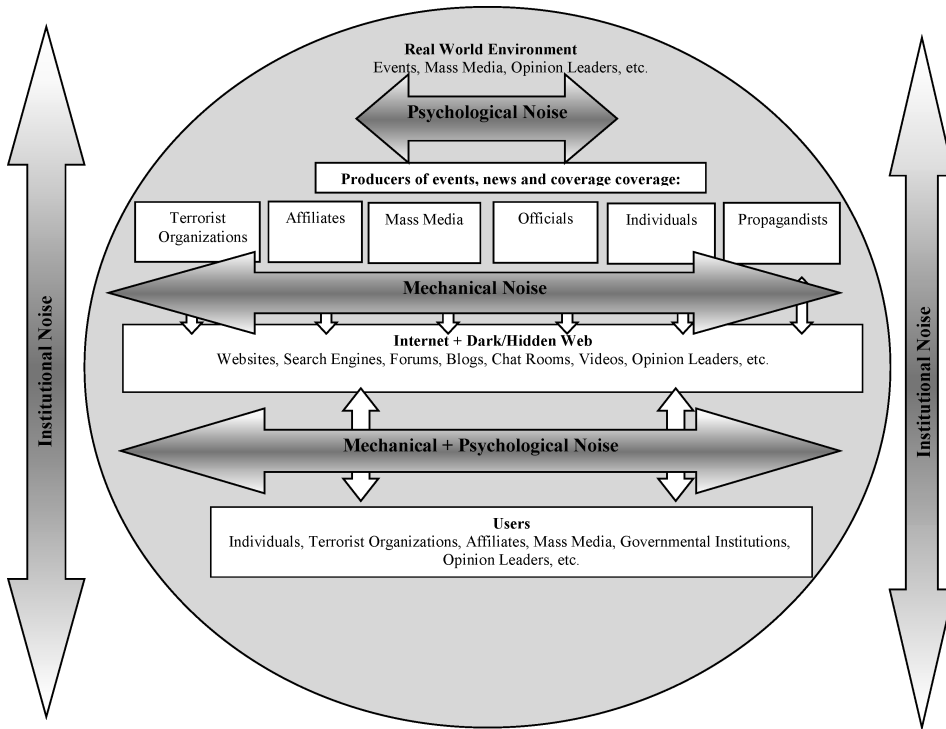 Real World Environment
Events, Mass Media, Opinion Leaders, etc.
Psychological Noise
Producers of events, news and coverage coverage:
Terrorist
Organizations
Affiliates
Mass Media
Officials
Individuals
Propagandists
Mechanical Noise
Internet + Dark/Hidden Web
Websites, Search Engines, Forums, Blogs, Chat Rooms, Videos, Opinion Leaders, etc.
Mechanical + Psychological Noise
Users
Individuals, Terrorist Organizations, Affiliates, Mass Media, Governmental Institutions,
Opinion Leaders, etc.
Institutional Noise
Institutional Noise